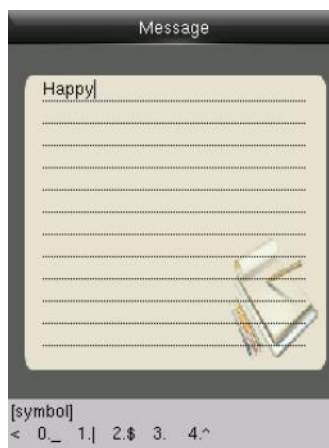 Message
Happy
[symbol]
< 0._ 1.| 2.$ 3. 4.^